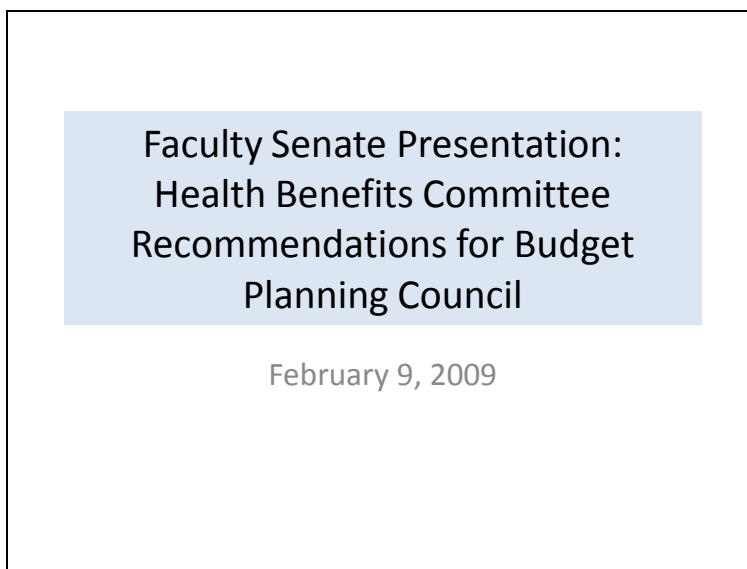 Faculty Senate Presentation:
Health Benefits Committee
Recommendations for Budget
Planning Council
February 9, 2009